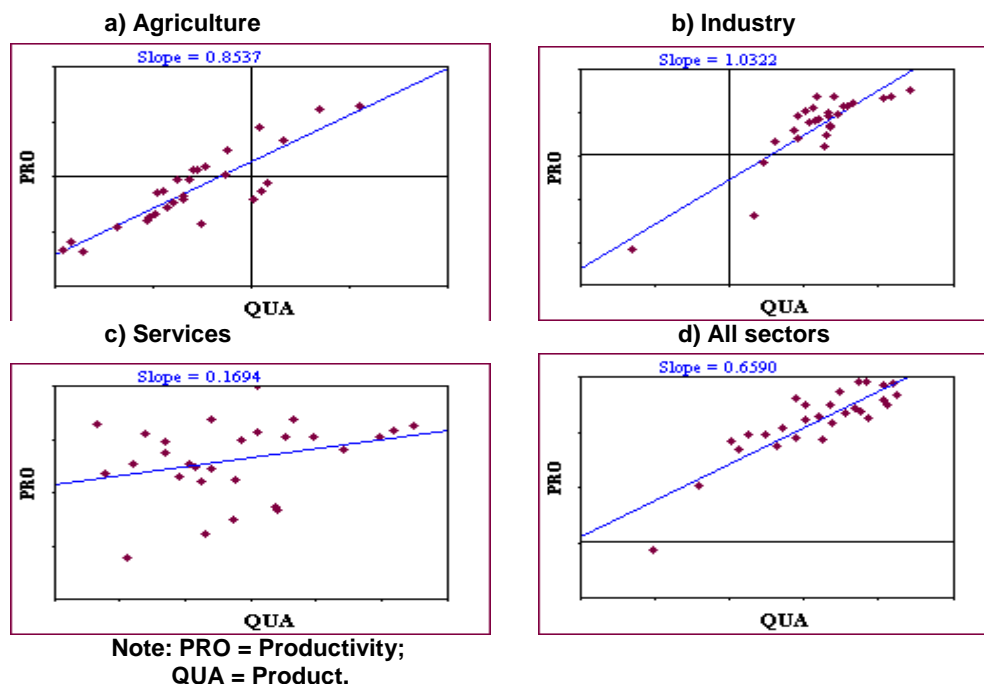 a) Agriculture
Slope = 0.8537
PRO
QUA
b) Industry
Slope = 1.0322
PRO
QUA
c) Services
Slope = 0.1694
PRO
QUA
d) All sectors
Slope = 0.6590
PRO
QUA
Note: PRO = Productivity;
QUA = Product.